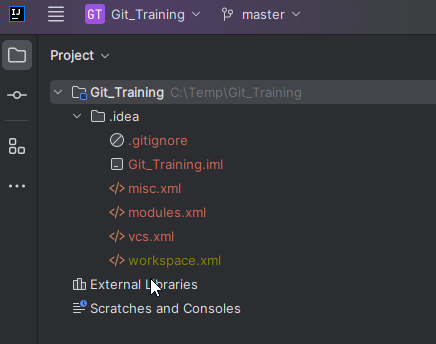 IJ GT Git_Training master
Project
Git_Training C:\Temp\Git_Training
.idea
.gitignore
Git_Training.iml
misc.xml
modules.xml
vcs.xml
workspace.xml
External Libraries
Scratches and Consoles